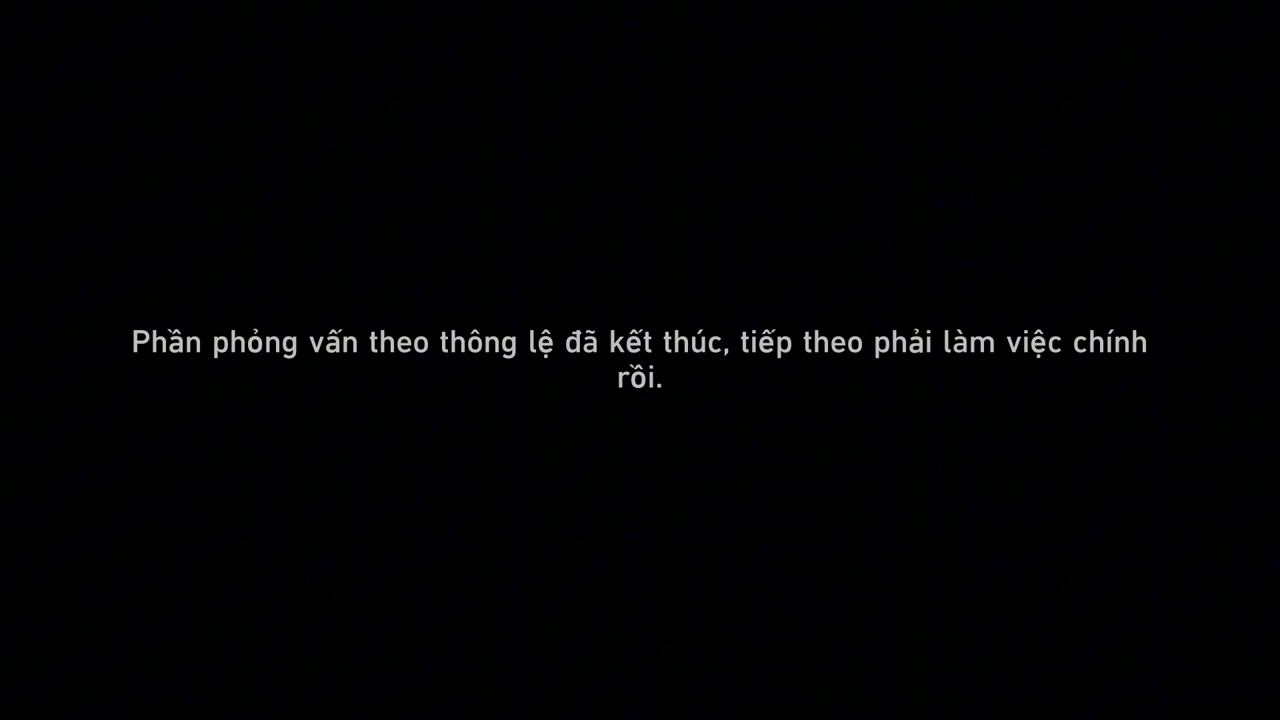 Phần phỏng vấn theo thông lệ đã kết thúc, tiếp theo phải làm việc chính
rồi.